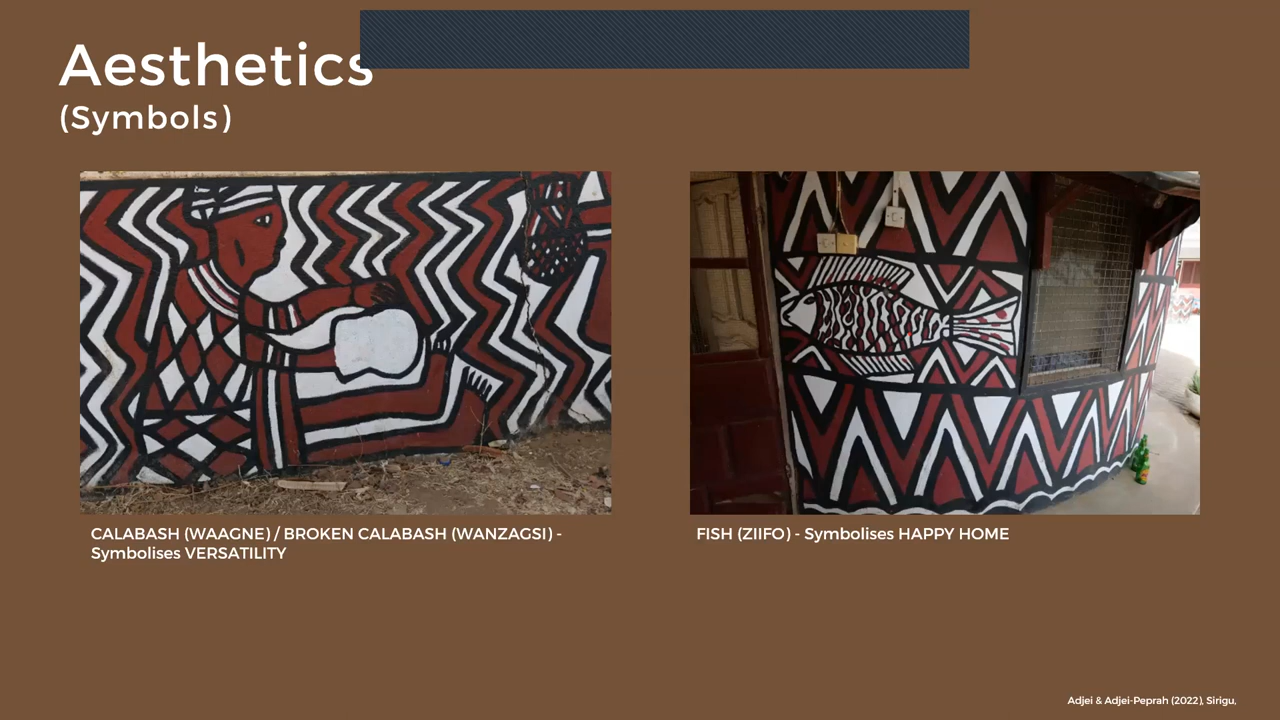 Aesthetics
(Symbols)
CALABASH (WAAGNE) / BROKEN CALABASH (WANZAGSI) -
Symbolises VERSATILITY
FISH (ZIIFO) - Symbolises HAPPY HOME
Adjei & Adjei-Peprah (2022), Sirigu,